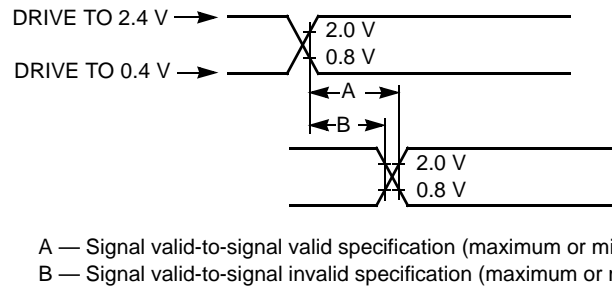 DRIVE TO 2.4 V
2.0 V
0.8 V
DRIVE TO 0.4 V
A
B
2.0 V
0.8 V
A — Signal valid-to-signal valid specification (maximum or mi
B — Signal valid-to-signal invalid specification (maximum or